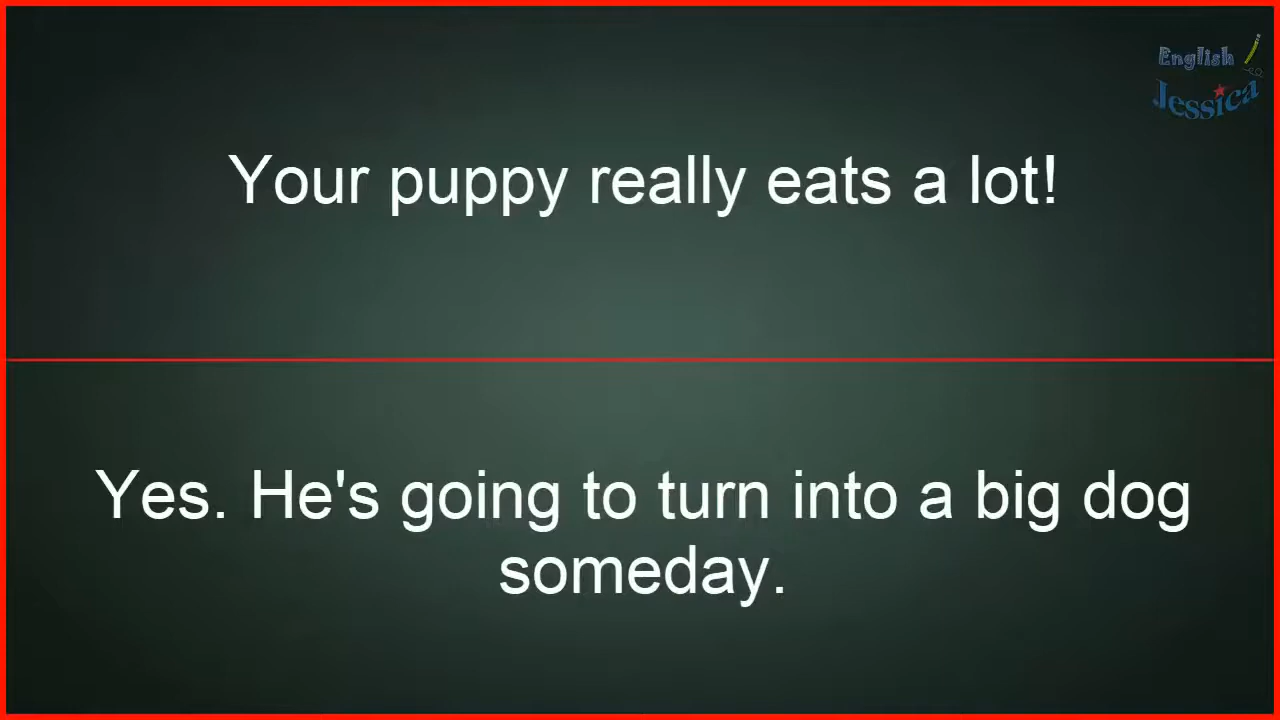 English
Jessica
Your puppy really eats a lot!
Yes. He's going to turn into a big dog
someday.